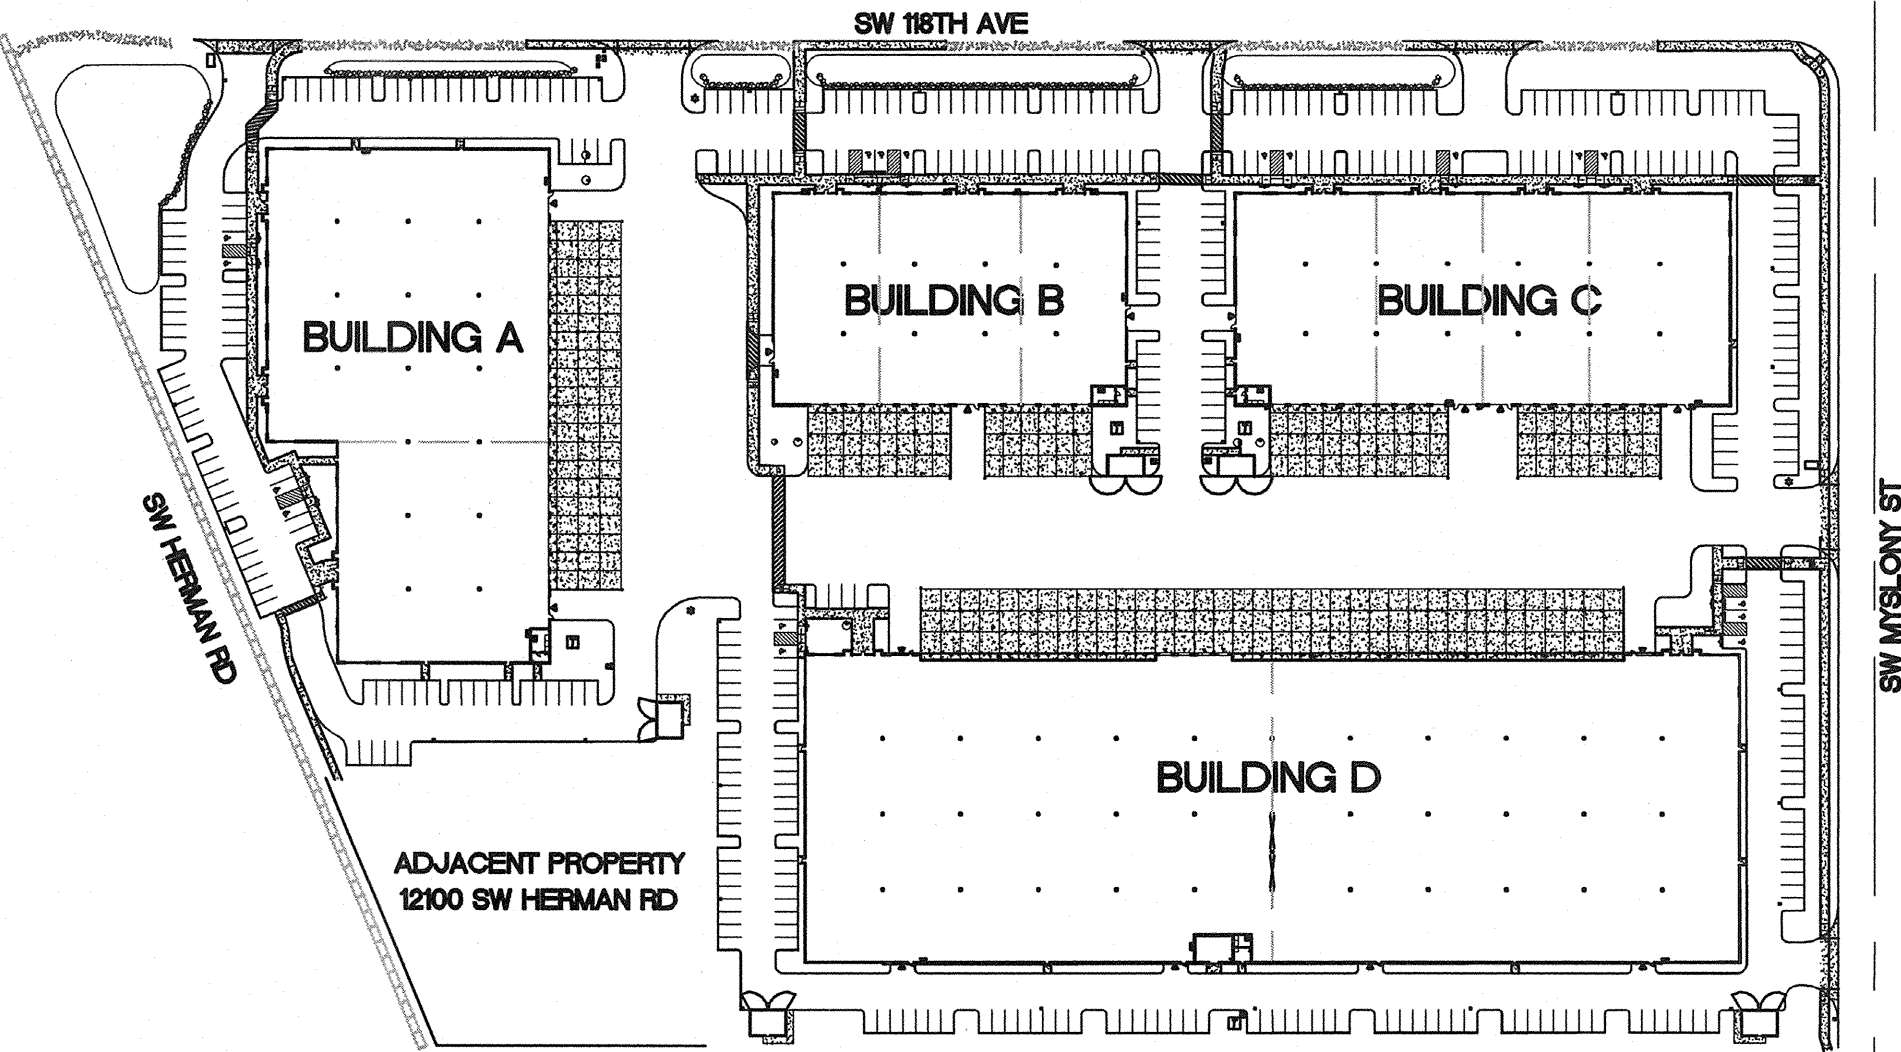 SW 118TH AVE
BUILDING A
BUILDING B
BUILDING C
SW HERMAN RD
SW MYSLONY ST
BUILDING D
ADJACENT PROPERTY
12100 SW HERMAN RD